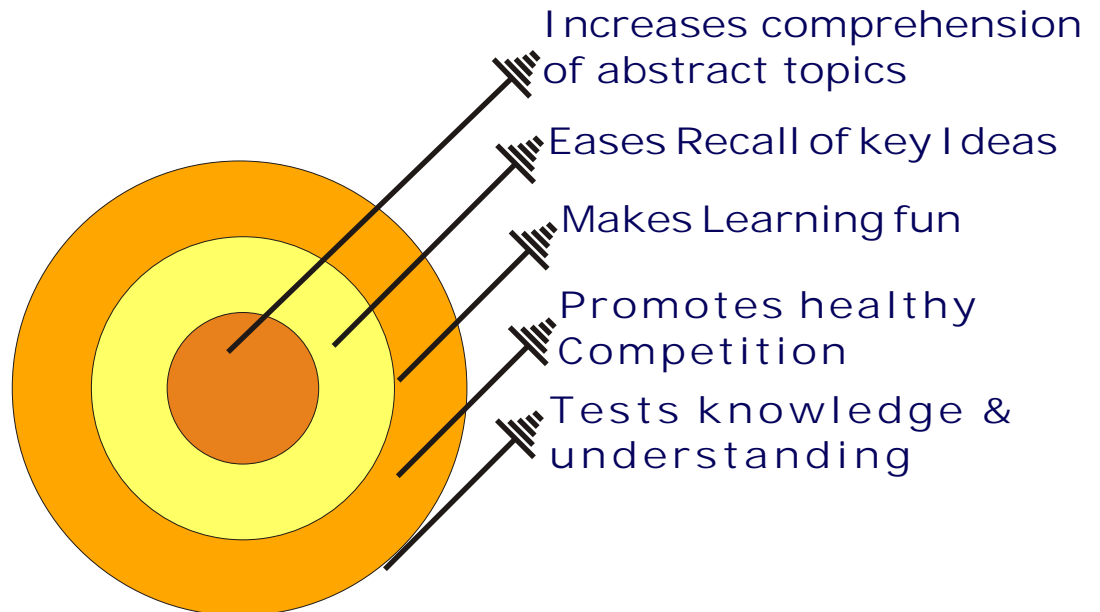 Increases comprehension
of abstract topics
Eases Recall of key Ideas
Makes Learning fun
Promotes healthy
Competition
Tests knowledge &
understanding